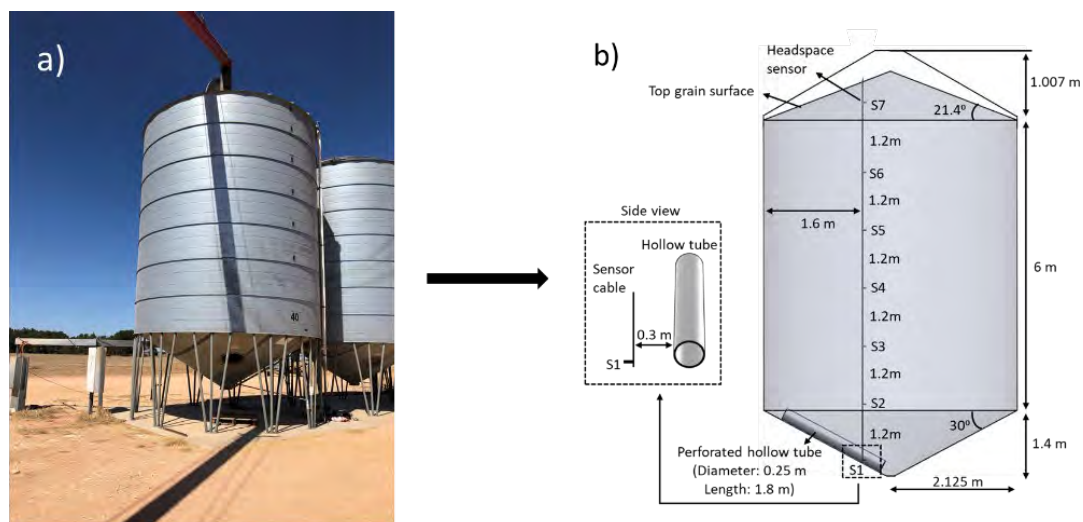 a)
40
b)
Headspace
sensor
Top grain surface
S7
21.4°
1.007 m
1.2m
S6
1.2m
1.6 m
S5
1.2m
S4
1.2m
S3
1.2m
S2
6 m
Side view
Hollow tube
Sensor
cable
0.3 m
S1
30°
1.2m
Perforated hollow tube
(Diameter: 0.25 m
Length: 1.8 m)
S1
1.4 m
2.125 m